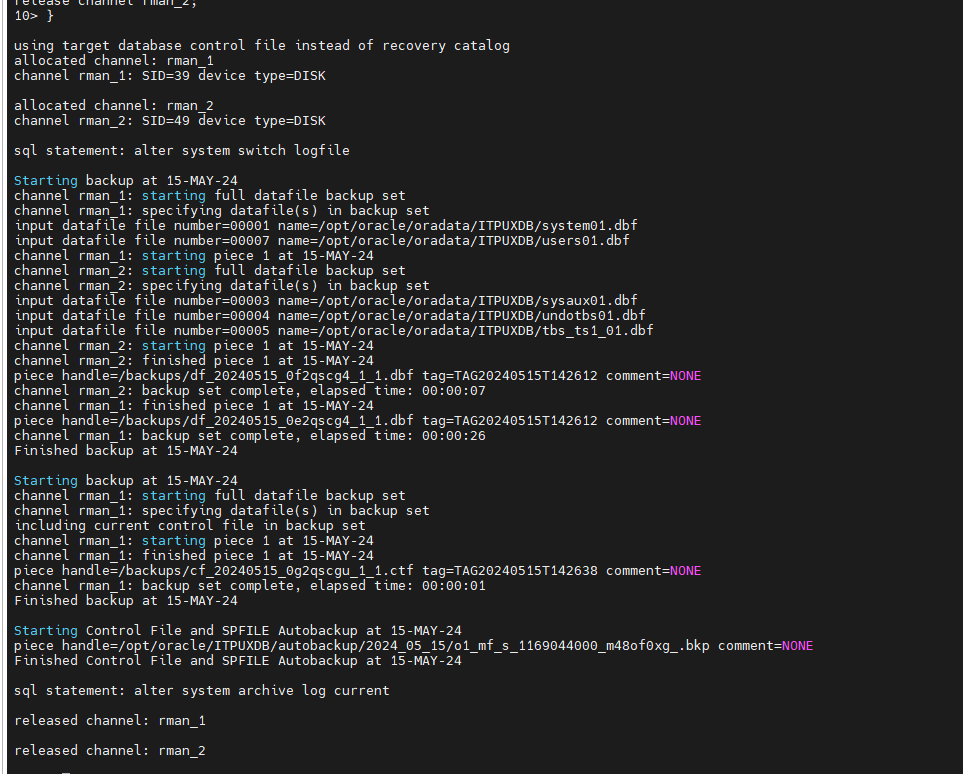 release channel rman_2;
10> }
using target database control file instead of recovery catalog
allocated channel: rman_1
channel rman_1: SID=39 device type=DISK
allocated channel: rman_2
channel rman_2: SID=49 device type=DISK
sql statement: alter system switch logfile
Starting backup at 15-MAY-24
channel rman_1: starting full datafile backup set
channel rman_1: specifying datafile(s) in backup set
input datafile file number=00001 name=/opt/oracle/oradata/ITPUXDB/system01.dbf
input datafile file number=00007 name=/opt/oracle/oradata/ITPUXDB/users01.dbf
channel rman_1: starting piece 1 at 15-MAY-24
channel rman_2: starting full datafile backup set
channel rman_2: specifying datafile(s) in backup set
input datafile file number=00003 name=/opt/oracle/oradata/ITPUXDB/sysaux01.dbf
input datafile file number=00004 name=/opt/oracle/oradata/ITPUXDB/undotbs01.dbf
input datafile file number=00005 name=/opt/oracle/oradata/ITPUXDB/tbs_ts1_01.dbf
channel rman_2: starting piece 1 at 15-MAY-24
channel rman_2: finished piece 1 at 15-MAY-24
piece handle=/backups/df_20240515_0f2qscg4_1_1.dbf tag=TAG20240515T142612 comment=NONE
channel rman_2: backup set complete, elapsed time: 00:00:07
channel rman_1: finished piece 1 at 15-MAY-24
piece handle=/backups/df_20240515_0e2qscg4_1_1.dbf tag=TAG20240515T142612 comment=NONE
channel rman_1: backup set complete, elapsed time: 00:00:26
Finished backup at 15-MAY-24
Starting backup at 15-MAY-24
channel rman_1: starting full datafile backup set
channel rman_1: specifying datafile(s) in backup set
including current control file in backup set
channel rman_1: starting piece 1 at 15-MAY-24
channel rman_1: finished piece 1 at 15-MAY-24
piece handle=/backups/cf_20240515_0g2qscgu_1_1.ctf tag=TAG20240515T142638 comment=NONE
channel rman_1: backup set complete, elapsed time: 00:00:01
Finished backup at 15-MAY-24
Starting Control File and SPFILE Autobackup at 15-MAY-24
piece handle=/opt/oracle/ITPUXDB/autobackup/2024_05_15/o1_mf_s_1169044000_m48of0xg_.bkp comment=NONE
Finished Control File and SPFILE Autobackup at 15-MAY-24
sql statement: alter system archive log current
released channel: rman_1
released channel: rman_2